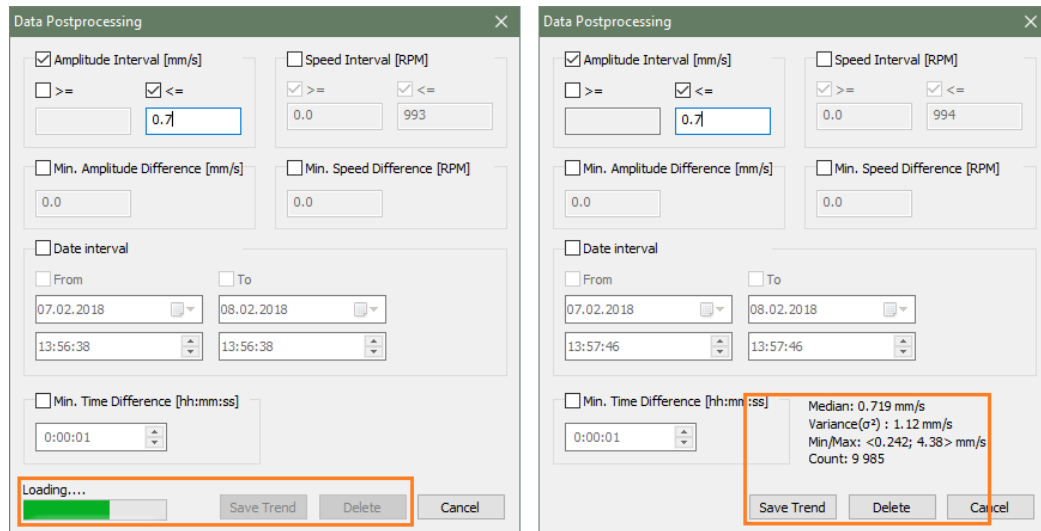 Data Postprocessing
Amplitude Interval [mm/s]
Speed Interval [RPM]
>= <=
>= <=
0.7
0.0 993
Min. Amplitude Difference [mm/s]
Min. Speed Difference [RPM]
0.0
0.0
Date interval
From To
07.02.2018 08.02.2018
13:56:38 13:56:38
Min. Time Difference [hh:mm:ss]
0:00:01
Loading....
Save Trend Delete Cancel
Data Postprocessing
Amplitude Interval [mm/s]
Speed Interval [RPM]
>= <=
>= <=
0.7
0.0 994
Min. Amplitude Difference [mm/s]
Min. Speed Difference [RPM]
0.0
0.0
Date interval
From To
07.02.2018 08.02.2018
13:57:46 13:57:46
Min. Time Difference [hh:mm:ss]
0:00:01
Median: 0.719 mm/s
Variance(σ²) : 1.12 mm/s
Min/Max: <0.242; 4.38> mm/s
Count: 9 985
Save Trend Delete Cancel